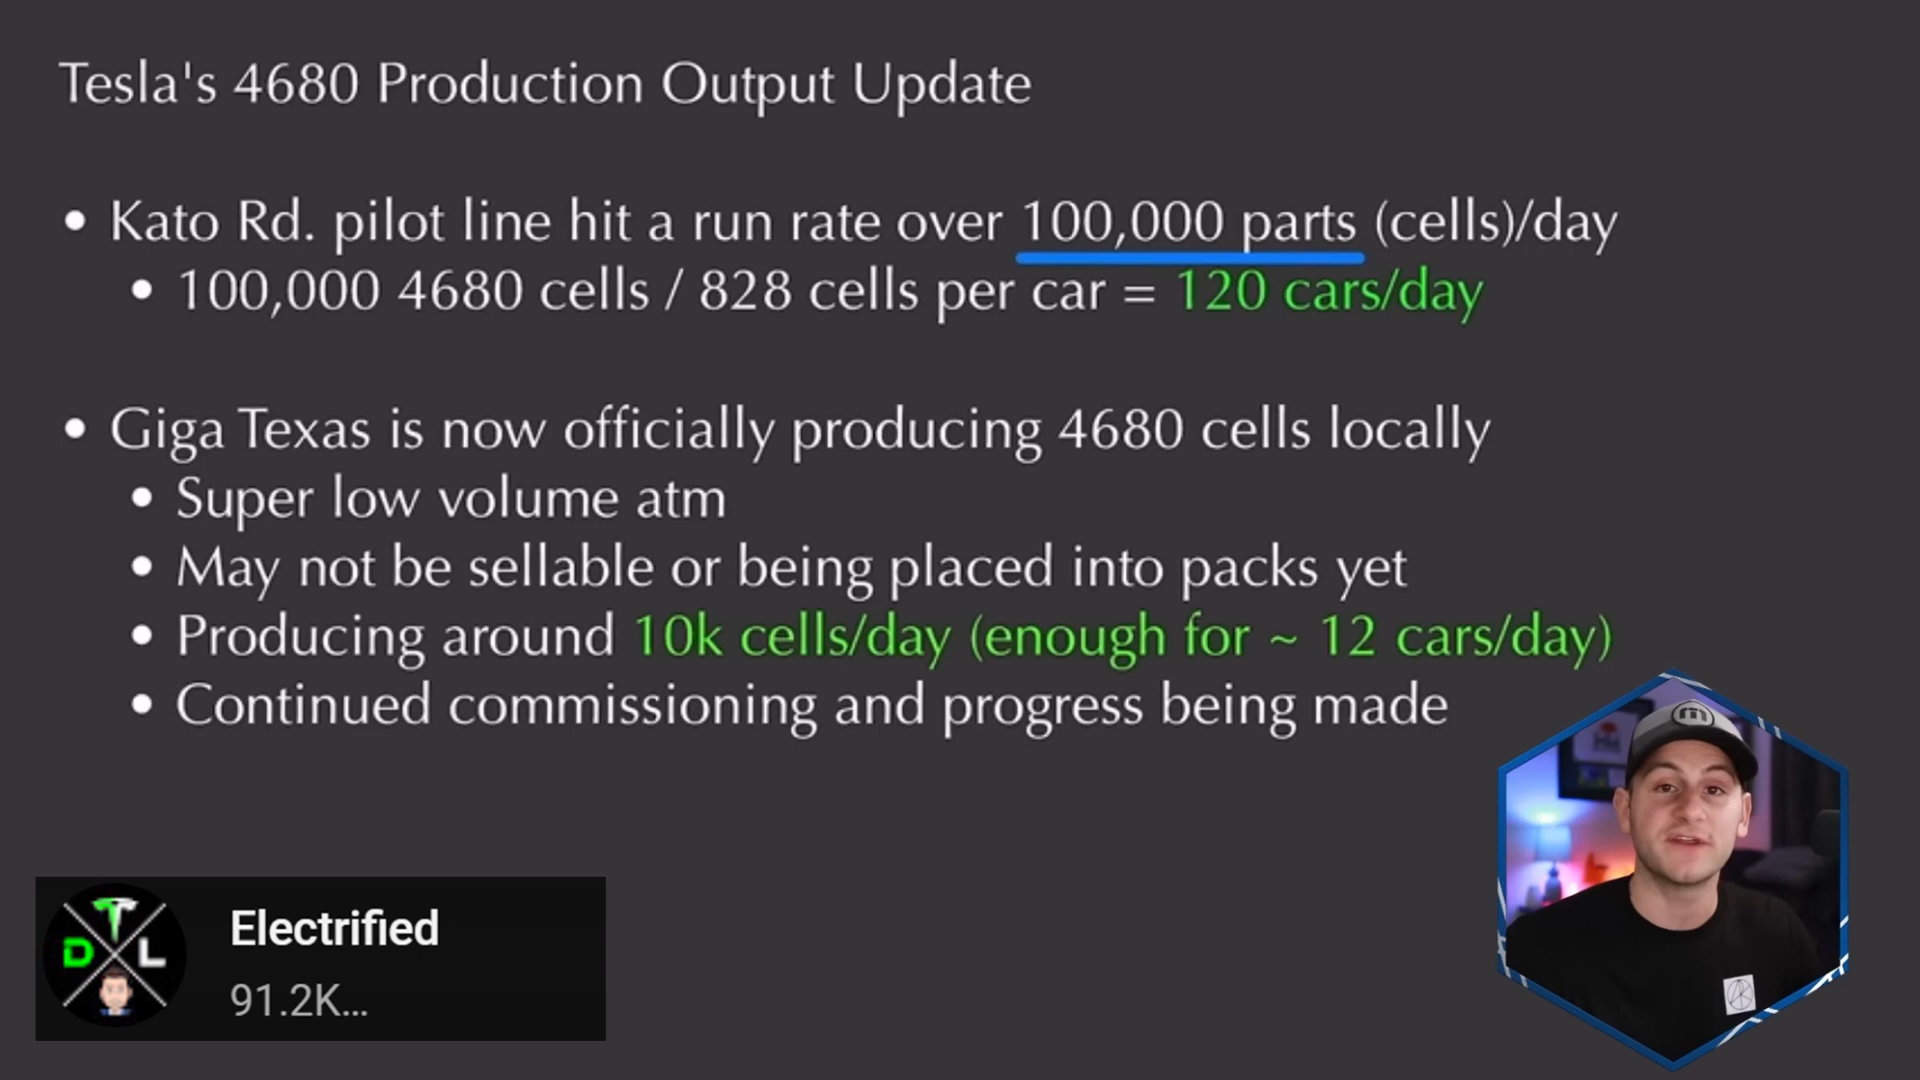 Tesla's 4680 Production Output Update
• Kato Rd. pilot line hit a run rate over 100,000 parts (cells)/day
• 100,000 4680 cells / 828 cells per car = 120 cars/day
• Giga Texas is now officially producing 4680 cells locally
• Super low volume atm
• May not be sellable or being placed into packs yet
• Producing around 10k cells/day (enough for ~ 12 cars/day)
• Continued commissioning and progress being made
D L
Electrified
91.2K...
m